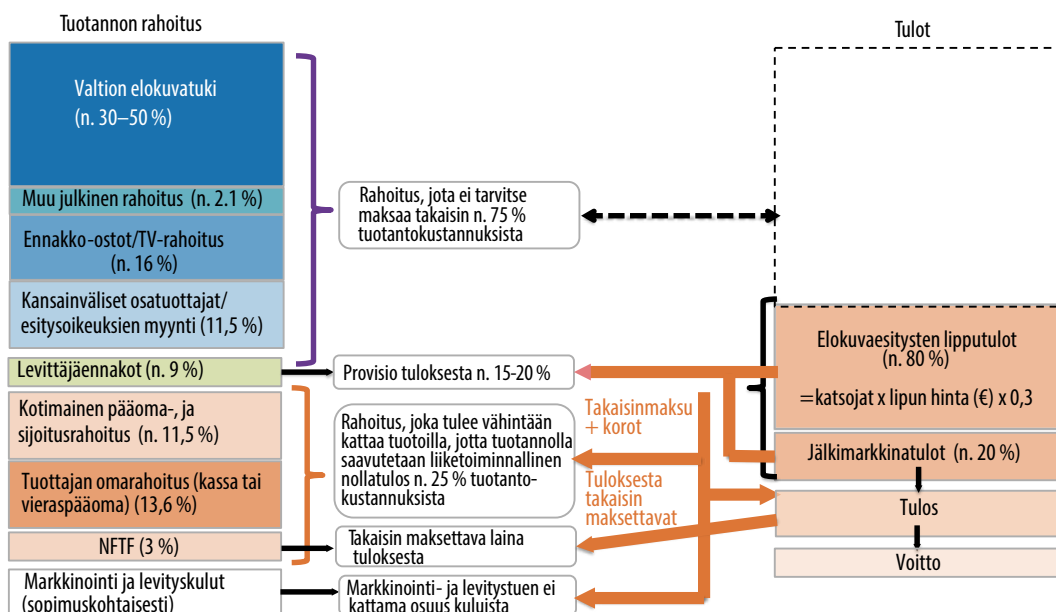 Tuotannon rahoitus
Valtion elokuvatuki
(n. 30–50 %)
Muu julkinen rahoitus (n. 2.1 %)
Ennakko-ostot/TV-rahoitus
(n. 16 %)
Kansainväliset osatuottajat/
esitysoikeuksien myynti (11,5 %)
Levittäjäennakot (n. 9 %)
Kotimainen pääoma-, ja
sijoitusrahoitus (n. 11,5 %)
Tuottajan omarahoitus (kassa tai
vieraspääoma) (13,6 %)
NFTF (3 %)
Markkinointi ja levityskulut
(sopimuskohtaisesti)
Rahoitus, jota ei tarvitse
maksaa takaisin n. 75 %
tuotantokustannuksista
Provisio tuloksesta n. 15-20 %
Rahoitus, joka tulee vähintään
kattaa tuotoilla, jotta tuotannolla
saavutetaan liiketoiminnallinen
nollatulos n. 25 % tuotanto-
kustannuksista
Takaisin maksettava laina
tuloksesta
Markkinointi- ja levitystuen ei
kattama osuus kuluista
Takaisinmaksu
+ korot
Tuloksesta
takaisin
maksettavat
Tulot
Elokuvaesitysten lipputulot
(n. 80 %)
=katsojat x lipun hinta (€) x 0,3
Jälkimarkkinatulot (n. 20 %)
Tulos
Voitto